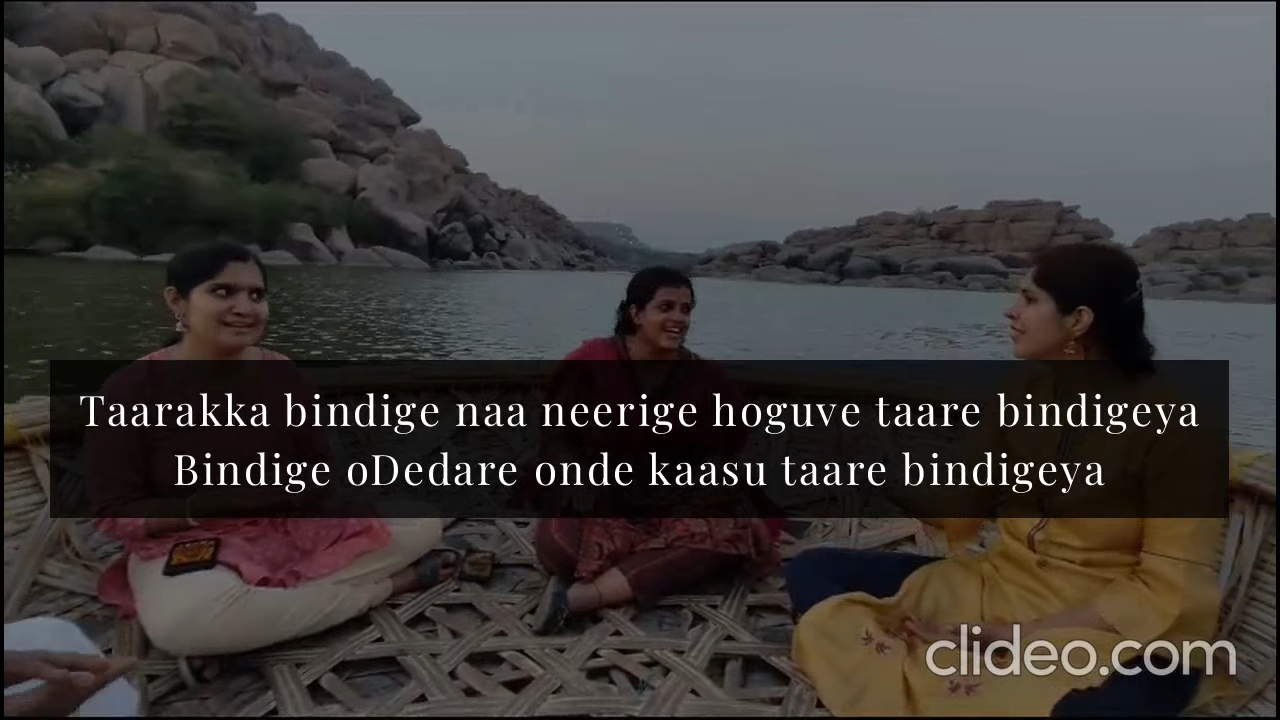 Taarakka bindige naa neerige hoguve taare bindigeya
Bindige oDedare onde kaasu taare bindigeya
clideo.com